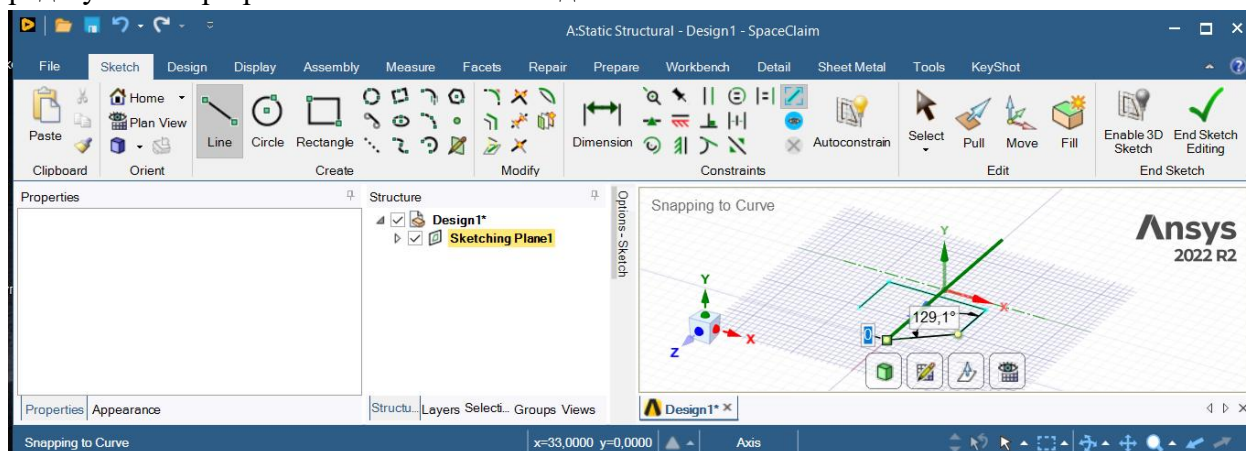 A:Static Structural - Design1 - SpaceClaim
File Sketch Design Display Assembly Measure Facets Repair Prepare Workbench Detail Sheet Metal Tools KeyShot
Paste
Home
Plan View
Line Circle Rectangle
Dimension
Autoconstrain
Select Pull Move Fill
Enable 3D Sketch
End Sketch Editing
Clipboard Orient Create Modify Constraints Edit End Sketch
Properties
Structure
Design1*
Sketching Plane1
Options - Sketch
Snapping to Curve
Ansys
2022 R2
Y
X
Z
Y
X
129,1°
0
Properties Appearance
Structu... Layers Selecti... Groups Views
Design1*
Snapping to Curve x=33,0000 y=0,0000 Axis